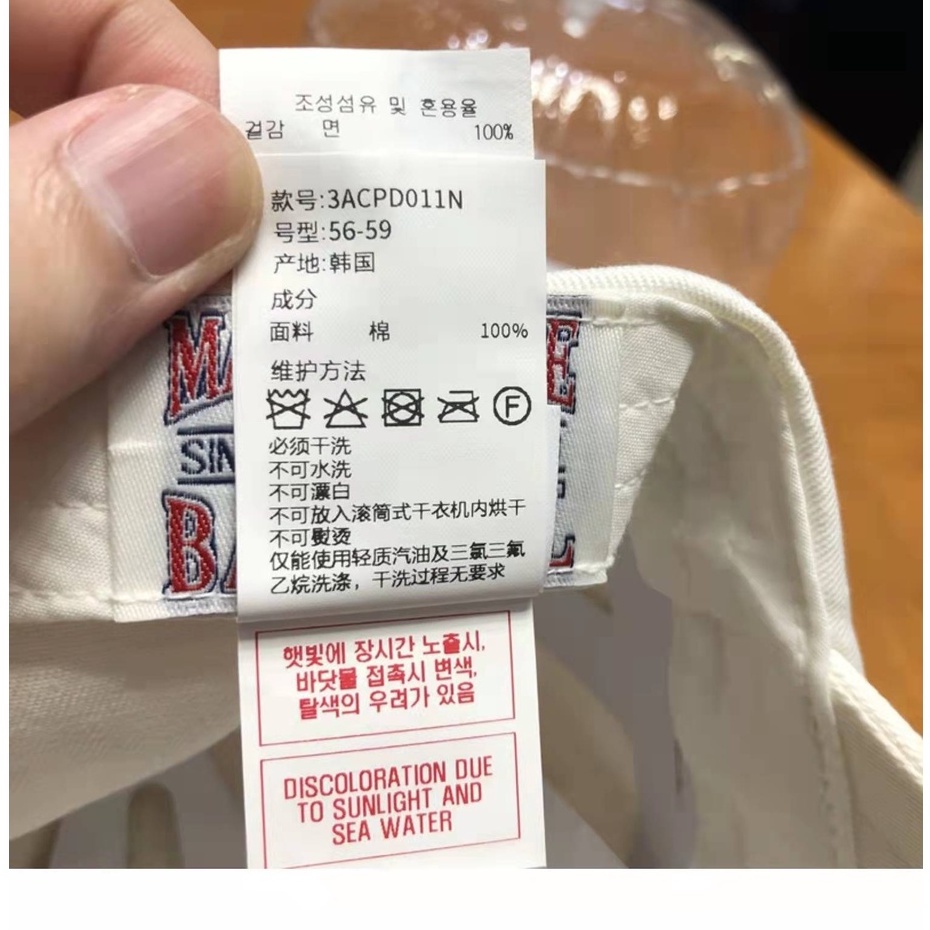 조성섬유 및 혼용율
겉감 면 100%
款号:3ACPD011N
号型:56-59
产地:韩国
成分
面料 棉 100%
维护方法
F
必须干洗
不可水洗
不可漂白
不可放入滚筒式干衣机内烘干
不可熨烫
仅能使用轻质汽油及三氯三氟
乙烷洗涤，干洗过程无要求
햇빛에 장시간 노출시,
바닷물 접촉시 변색,
탈색의 우려가 있음
DISCOLORATION DUE
TO SUNLIGHT AND
SEA WATER